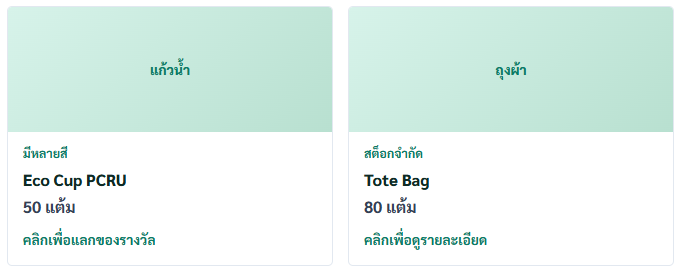 แก้วน้ำ
มีหลายสี
Eco Cup PCRU
50 แต้ม
คลิกเพื่อแลกของรางวัล
ถุงผ้า
สต็อกจำกัด
Tote Bag
80 แต้ม
คลิกเพื่อดูรายละเอียด